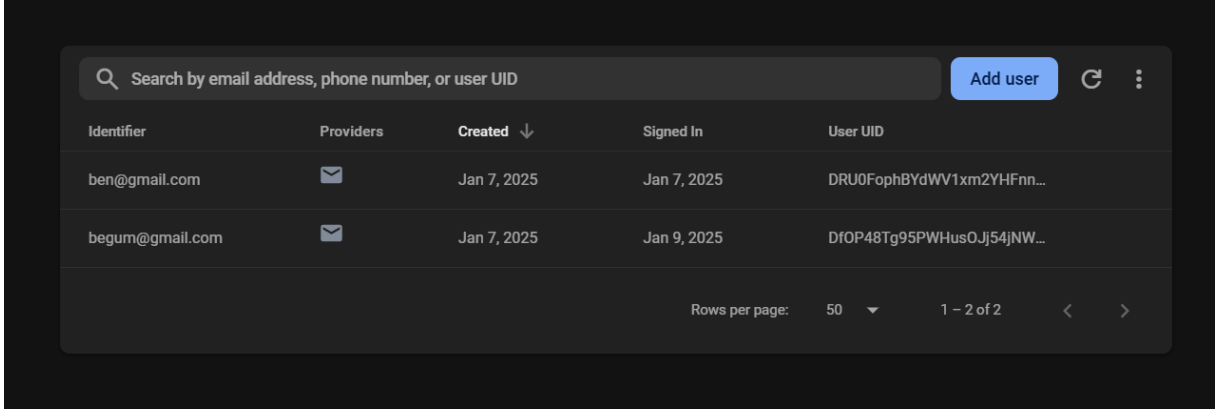 Search by email address, phone number, or user UID Add user
Identifier Providers Created Signed In User UID
ben@gmail.com Jan 7, 2025 Jan 7, 2025 DRU0FophBYdWV1xm2YHFnn...
begum@gmail.com Jan 7, 2025 Jan 9, 2025 DfOP48Tg95PWHusOJj54jNW...
Rows per page: 50 1 – 2 of 2